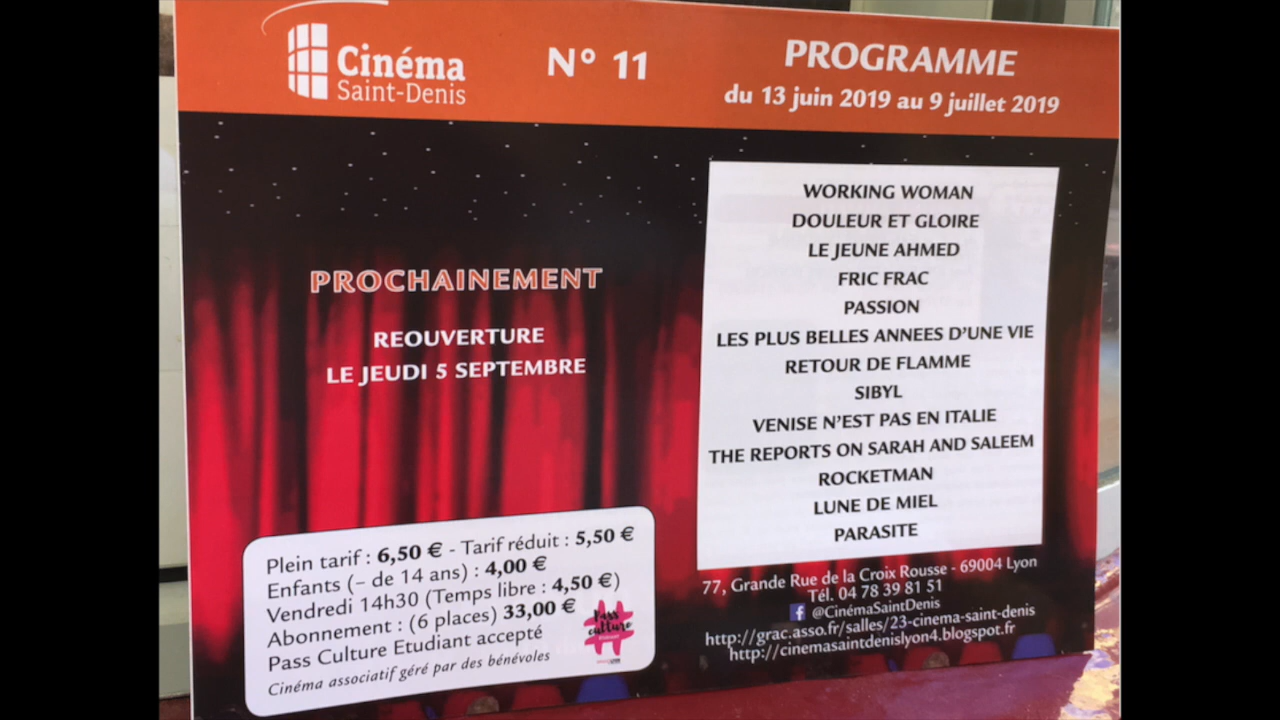 Cinéma
Saint-Denis
N° 11
PROGRAMME
du 13 juin 2019 au 9 juillet 2019
PROCHAINEMENT
REOUVERTURE
LE JEUDI 5 SEPTEMBRE
WORKING WOMAN
DOULEUR ET GLOIRE
LE JEUNE AHMED
FRIC FRAC
PASSION
LES PLUS BELLES ANNEES D'UNE VIE
RETOUR DE FLAMME
SIBYL
VENISE N'EST PAS EN ITALIE
THE REPORTS ON SARAH AND SALEEM
ROCKETMAN
LUNE DE MIEL
PARASITE
Plein tarif : 6,50 € - Tarif réduit : 5,50 €
Enfants (– de 14 ans) : 4,00 €
Vendredi 14h30 (Temps libre : 4,50 €)
Abonnement : (6 places) 33,00 €
Pass Culture Etudiant accepté
Cinéma associatif géré par des bénévoles
Pass
culture
77, Grande Rue de la Croix Rousse - 69004 Lyon
Tél. 04 78 39 81 51
f @CinémaSaintDenis
http://grac.asso.fr/salles/23-cinema-saint-denis
http://cinemasaintdenislyon4.blogspot.fr